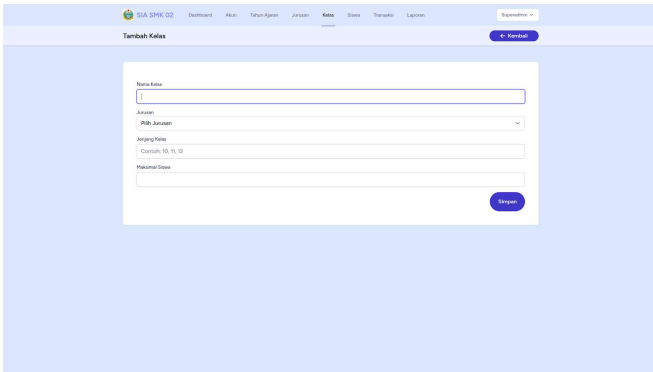 SIA SMK 02 Dashboard Akun Tahun Ajaran Jurusan Kelas Siswa Transaksi Laporan Superadmin
Tambah Kelas ← Kembali
Nama Kelas
Jurusan
Pilih Jurusan
Jenjang Kelas
Contoh: 10, 11, 12
Maksimal Siswa
Simpan